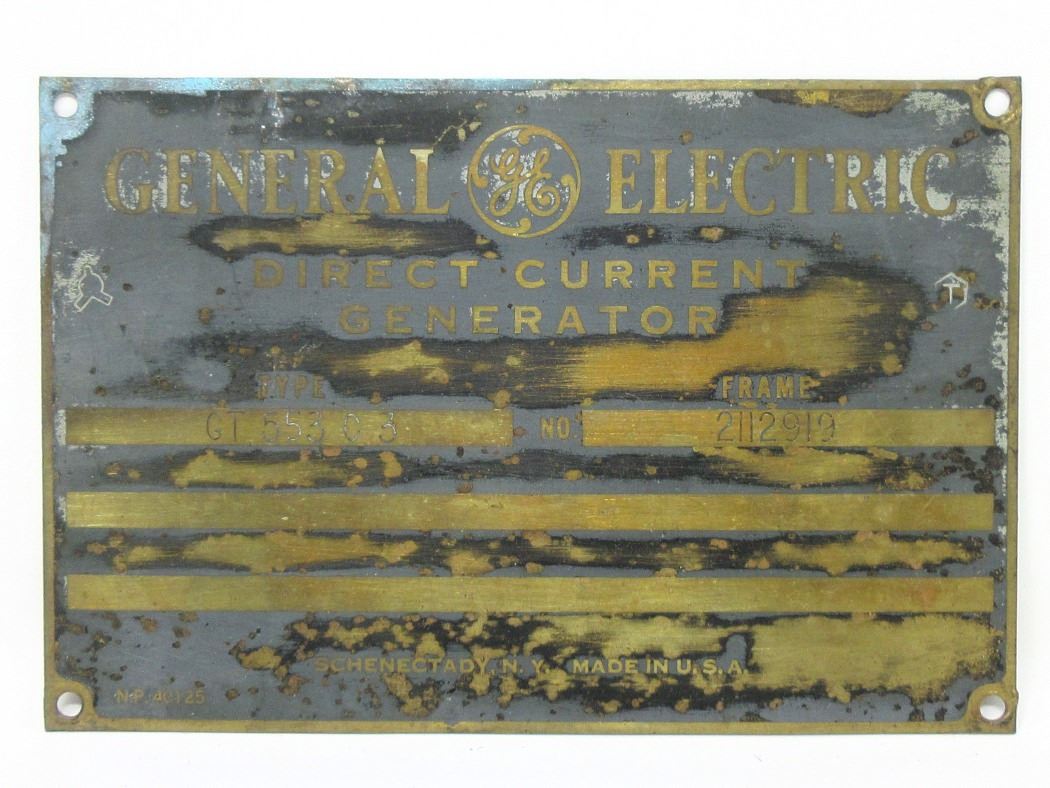 GENERAL GE ELECTRIC
DIRECT CURRENT
GENERATOR
TYPE FRAME
GT 553 C 3 NO. 2112919
SCHENECTADY, N. Y. MADE IN U.S.A.
N.P. 40125